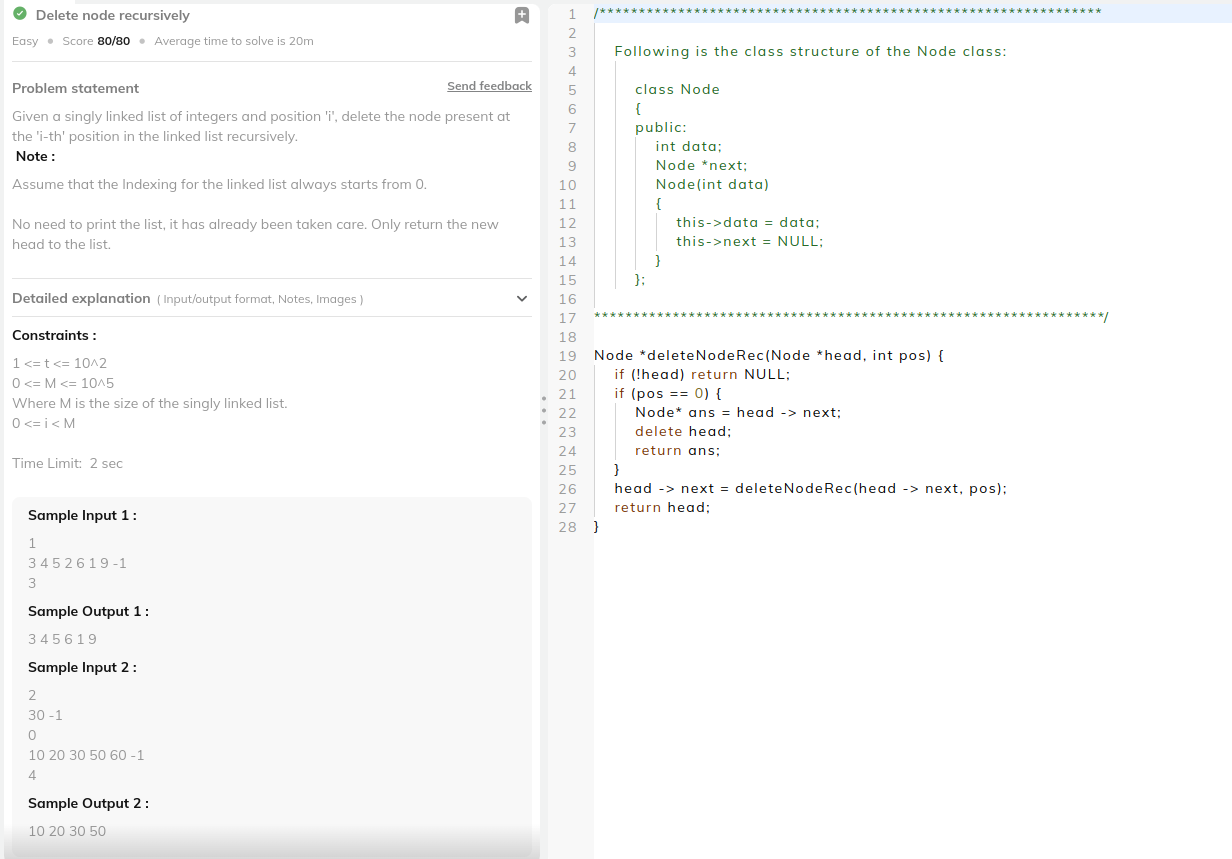 Delete node recursively
Easy • Score 80/80 • Average time to solve is 20m
Problem statement
Send feedback
Given a singly linked list of integers and position 'i', delete the node present at
the 'i-th' position in the linked list recursively.
Note :
Assume that the Indexing for the linked list always starts from 0.
No need to print the list, it has already been taken care. Only return the new
head to the list.
Detailed explanation ( Input/output format, Notes, Images )
Constraints :
1 <= t <= 10^2
0 <= M <= 10^5
Where M is the size of the singly linked list.
0 <= i < M
Time Limit: 2 sec
Sample Input 1 :
1
3 4 5 2 6 1 9 -1
3
Sample Output 1 :
3 4 5 6 1 9
Sample Input 2 :
2
30 -1
0
10 20 30 50 60 -1
4
Sample Output 2 :
10 20 30 50
1 /****************************************************************
2
3 Following is the class structure of the Node class:
4
5 class Node
6 {
7 public:
8 int data;
9 Node *next;
10 Node(int data)
11 {
12 this->data = data;
13 this->next = NULL;
14 }
15 };
16
17 *****************************************************************/
18
19 Node *deleteNodeRec(Node *head, int pos) {
20 if (!head) return NULL;
21 if (pos == 0) {
22 Node* ans = head -> next;
23 delete head;
24 return ans;
25 }
26 head -> next = deleteNodeRec(head -> next, pos);
27 return head;
28 }